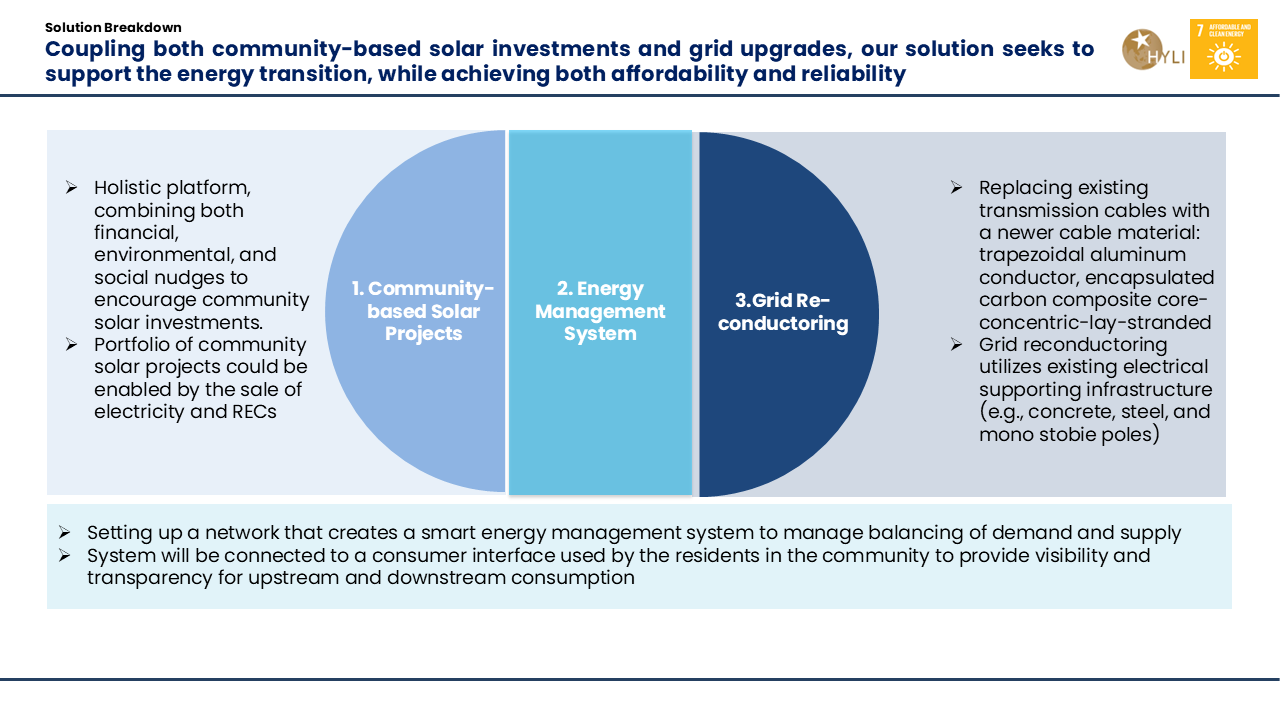 Solution Breakdown
Coupling both community-based solar investments and grid upgrades, our solution seeks to
support the energy transition, while achieving both affordability and reliability
HYLI
7 AFFORDABLE AND
CLEAN ENERGY
➢ Holistic platform,
combining both
financial,
environmental, and
social nudges to
encourage community
solar investments.
➢ Portfolio of community
solar projects could be
enabled by the sale of
electricity and RECs
1. Community-
based Solar
Projects
2. Energy
Management
System
3.Grid Re-
conductoring
➢ Replacing existing
transmission cables with
a newer cable material:
trapezoidal aluminum
conductor, encapsulated
carbon composite core-
concentric-lay-stranded
➢ Grid reconductoring
utilizes existing electrical
supporting infrastructure
(e.g., concrete, steel, and
mono stobie poles)
➢ Setting up a network that creates a smart energy management system to manage balancing of demand and supply
➢ System will be connected to a consumer interface used by the residents in the community to provide visibility and
transparency for upstream and downstream consumption